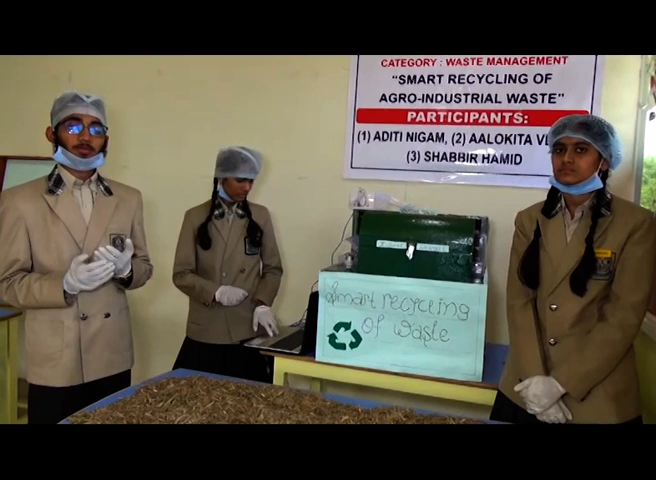 CATEGORY : WASTE MANAGEMENT
“SMART RECYCLING OF
AGRO-INDUSTRIAL WASTE”
PARTICIPANTS:
(1) ADITI NIGAM, (2) AALOKITA
(3) SHABBIR HAMID
Smart recycling
of waste